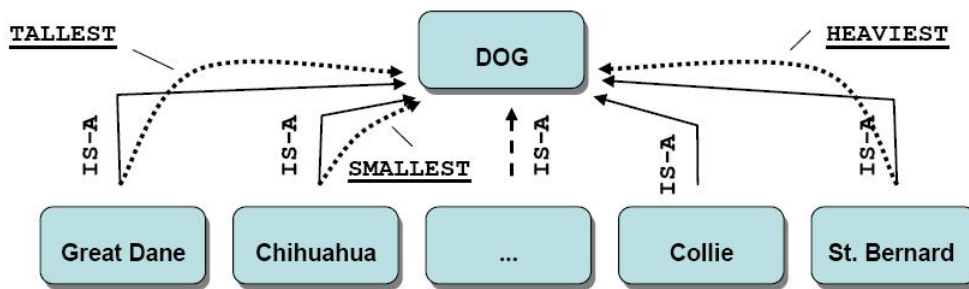 TALLEST
HEAVIEST
DOG
IS-A
IS-A
IS-A
IS-A
IS-A
SMALLEST
Great Dane
Chihuahua
...
Collie
St. Bernard